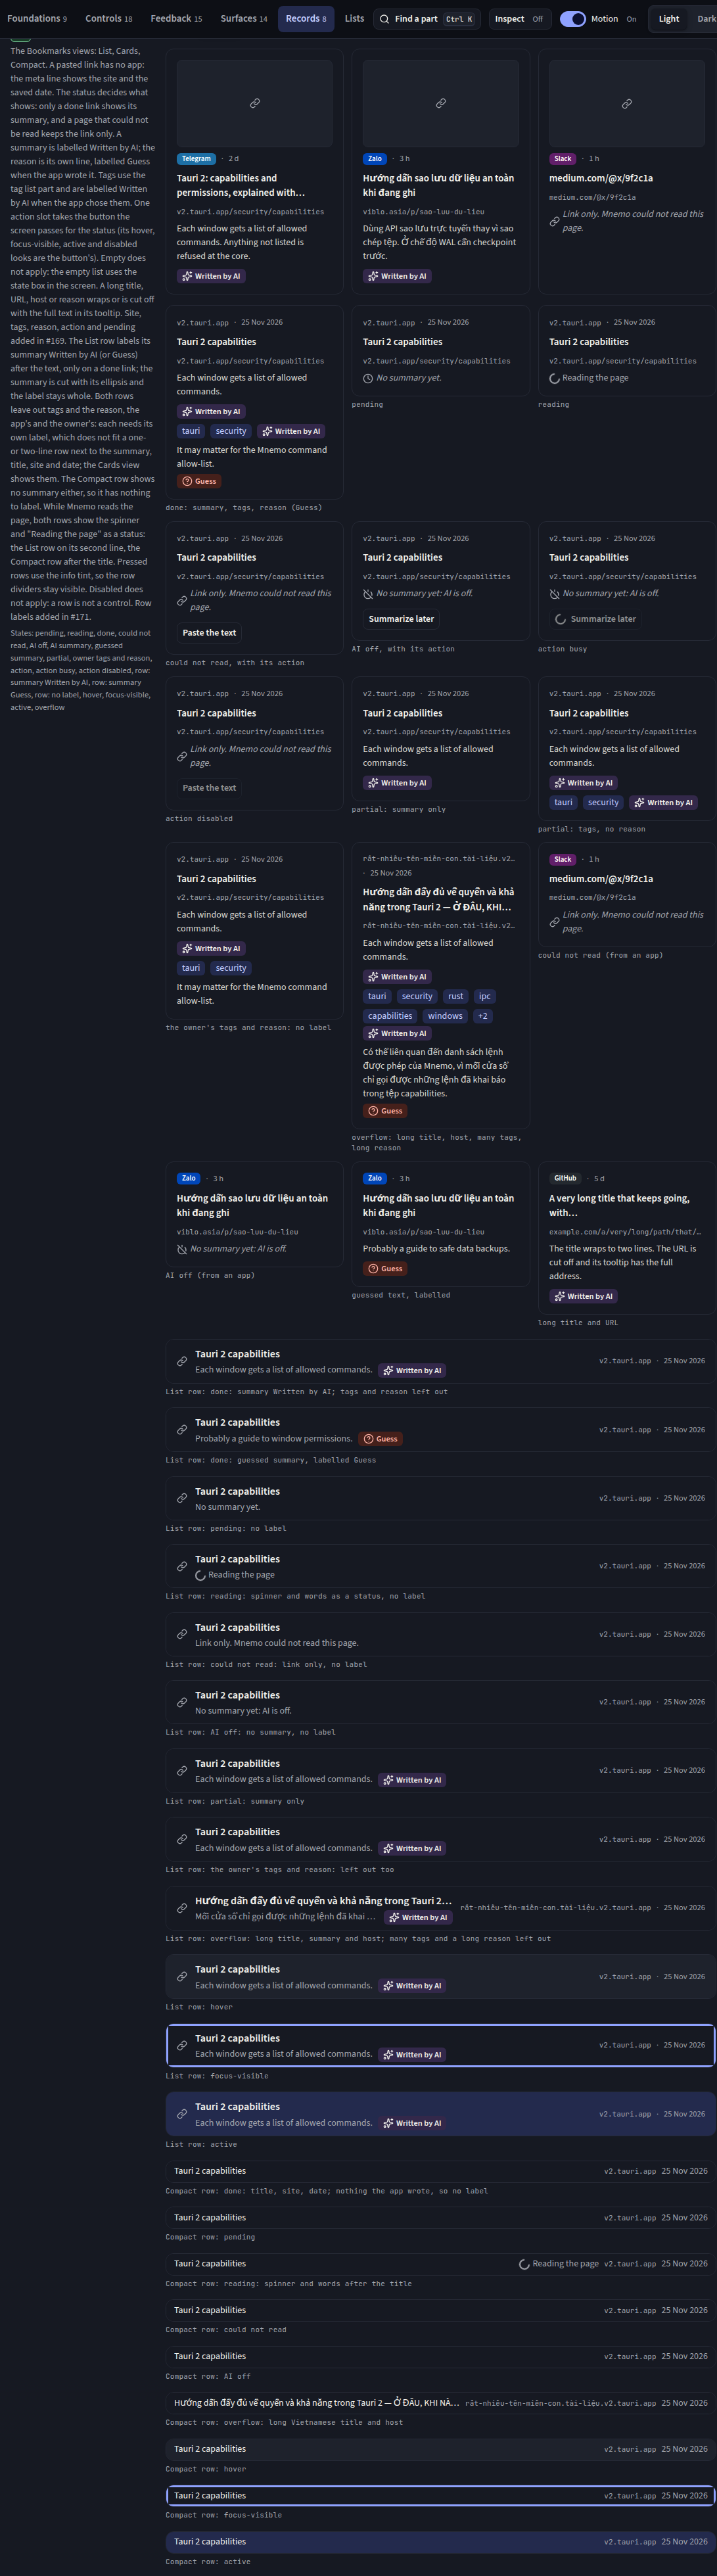 Foundations 9 Controls 18 Feedback 15 Surfaces 14 Records 8 Lists Find a part Ctrl K Inspect Off Motion On Light Dark
The Bookmarks views: List, Cards,
Compact. A pasted link has no app:
the meta line shows the site and the
saved date. The status decides what
shows: only a done link shows its
summary, and a page that could not
be read keeps the link only. A
summary is labelled Written by AI; the
reason is its own line, labelled Guess
when the app wrote it. Tags use the
tag list part and are labelled Written
by AI when the app chose them. One
action slot takes the button the
screen passes for the status (its hover,
focus-visible, active and disabled
looks are the button's). Empty does
not apply: the empty list uses the
state box in the screen. A long title,
URL, host or reason wraps or is cut off
with the full text in its tooltip. Site,
tags, reason, action and pending
added in #169. The List row labels its
summary Written by AI (or Guess)
after the text, only on a done link; the
summary is cut with its ellipsis and
the label stays whole. Both rows
leave out tags and the reason, the
app's and the owner's: each needs its
own label, which does not fit a one-
or two-line row next to the summary,
title, site and date; the Cards view
shows them. The Compact row shows
no summary either, so it has nothing
to label. While Mnemo reads the
page, both rows show the spinner
and "Reading the page" as a status:
the List row on its second line, the
Compact row after the title. Pressed
rows use the info tint, so the row
dividers stay visible. Disabled does
not apply: a row is not a control. Row
labels added in #171.
States: pending, reading, done, could not
read, AI off, AI summary, guessed
summary, partial, owner tags and reason,
action, action busy, action disabled, row:
summary Written by AI, row: summary
Guess, row: no label, hover, focus-visible,
active, overflow
Telegram · 2 d
Tauri 2: capabilities and
permissions, explained with…
v2.tauri.app/security/capabilities
Each window gets a list of allowed
commands. Anything not listed is
refused at the core.
Written by AI
Zalo · 3 h
Hướng dẫn sao lưu dữ liệu an toàn
khi đang ghi
viblo.asia/p/sao-luu-du-lieu
Dùng API sao lưu trực tuyến thay vì sao
chép tệp. Ở chế độ WAL cần checkpoint
trước.
Written by AI
Slack · 1 h
medium.com/@x/9f2c1a
medium.com/@x/9f2c1a
Link only. Mnemo could not read this
page.
v2.tauri.app · 25 Nov 2026
Tauri 2 capabilities
v2.tauri.app/security/capabilities
Each window gets a list of allowed
commands.
Written by AI
tauri security Written by AI
It may matter for the Mnemo command
allow-list.
Guess
done: summary, tags, reason (Guess)
v2.tauri.app · 25 Nov 2026
Tauri 2 capabilities
v2.tauri.app/security/capabilities
No summary yet.
pending
v2.tauri.app · 25 Nov 2026
Tauri 2 capabilities
v2.tauri.app/security/capabilities
Reading the page
reading
v2.tauri.app · 25 Nov 2026
Tauri 2 capabilities
v2.tauri.app/security/capabilities
Link only. Mnemo could not read this
page.
Paste the text
could not read, with its action
v2.tauri.app · 25 Nov 2026
Tauri 2 capabilities
v2.tauri.app/security/capabilities
No summary yet: AI is off.
Summarize later
AI off, with its action
v2.tauri.app · 25 Nov 2026
Tauri 2 capabilities
v2.tauri.app/security/capabilities
No summary yet: AI is off.
Summarize later
action busy
v2.tauri.app · 25 Nov 2026
Tauri 2 capabilities
v2.tauri.app/security/capabilities
Link only. Mnemo could not read this
page.
Paste the text
action disabled
v2.tauri.app · 25 Nov 2026
Tauri 2 capabilities
v2.tauri.app/security/capabilities
Each window gets a list of allowed
commands.
Written by AI
partial: summary only
v2.tauri.app · 25 Nov 2026
Tauri 2 capabilities
v2.tauri.app/security/capabilities
Each window gets a list of allowed
commands.
Written by AI
tauri security Written by AI
partial: tags, no reason
v2.tauri.app · 25 Nov 2026
Tauri 2 capabilities
v2.tauri.app/security/capabilities
Each window gets a list of allowed
commands.
Written by AI
tauri security
It may matter for the Mnemo command
allow-list.
the owner's tags and reason: no label
rất-nhiều-tên-miền-con.tài-liệu.v2…
· 25 Nov 2026
Hướng dẫn đầy đủ về quyền và khả
năng trong Tauri 2 — Ở ĐÂU, KHI…
rất-nhiều-tên-miền-con.tài-liệu.v2…
Each window gets a list of allowed
commands.
Written by AI
tauri security rust ipc
capabilities windows +2
Written by AI
Có thể liên quan đến danh sách lệnh
được phép của Mnemo, vì mỗi cửa sổ
chỉ gọi được những lệnh đã khai báo
trong tệp capabilities.
Guess
overflow: long title, host, many tags,
long reason
Slack · 1 h
medium.com/@x/9f2c1a
medium.com/@x/9f2c1a
Link only. Mnemo could not read this
page.
could not read (from an app)
Zalo · 3 h
Hướng dẫn sao lưu dữ liệu an toàn
khi đang ghi
viblo.asia/p/sao-luu-du-lieu
No summary yet: AI is off.
AI off (from an app)
Zalo · 3 h
Hướng dẫn sao lưu dữ liệu an toàn
khi đang ghi
viblo.asia/p/sao-luu-du-lieu
Probably a guide to safe data backups.
Guess
guessed text, labelled
GitHub · 5 d
A very long title that keeps going,
with…
example.com/a/very/long/path/that/…
The title wraps to two lines. The URL is
cut off and its tooltip has the full
address.
Written by AI
long title and URL
Tauri 2 capabilities
Each window gets a list of allowed commands. Written by AI
v2.tauri.app · 25 Nov 2026
List row: done: summary Written by AI; tags and reason left out
Tauri 2 capabilities
Probably a guide to window permissions. Guess
v2.tauri.app · 25 Nov 2026
List row: done: guessed summary, labelled Guess
Tauri 2 capabilities
No summary yet.
v2.tauri.app · 25 Nov 2026
List row: pending: no label
Tauri 2 capabilities
Reading the page
v2.tauri.app · 25 Nov 2026
List row: reading: spinner and words as a status, no label
Tauri 2 capabilities
Link only. Mnemo could not read this page.
v2.tauri.app · 25 Nov 2026
List row: could not read: link only, no label
Tauri 2 capabilities
No summary yet: AI is off.
v2.tauri.app · 25 Nov 2026
List row: AI off: no summary, no label
Tauri 2 capabilities
Each window gets a list of allowed commands. Written by AI
v2.tauri.app · 25 Nov 2026
List row: partial: summary only
Tauri 2 capabilities
Each window gets a list of allowed commands. Written by AI
v2.tauri.app · 25 Nov 2026
List row: the owner's tags and reason: left out too
Hướng dẫn đầy đủ về quyền và khả năng trong Tauri 2…
Mỗi cửa sổ chỉ gọi được những lệnh đã khai … Written by AI
rất-nhiều-tên-miền-con.tài-liệu.v2.tauri.app · 25 Nov 2026
List row: overflow: long title, summary and host; many tags and a long reason left out
Tauri 2 capabilities
Each window gets a list of allowed commands. Written by AI
v2.tauri.app · 25 Nov 2026
List row: hover
Tauri 2 capabilities
Each window gets a list of allowed commands. Written by AI
v2.tauri.app · 25 Nov 2026
List row: focus-visible
Tauri 2 capabilities
Each window gets a list of allowed commands. Written by AI
v2.tauri.app · 25 Nov 2026
List row: active
Tauri 2 capabilities v2.tauri.app 25 Nov 2026
Compact row: done: title, site, date; nothing the app wrote, so no label
Tauri 2 capabilities v2.tauri.app 25 Nov 2026
Compact row: pending
Tauri 2 capabilities Reading the page v2.tauri.app 25 Nov 2026
Compact row: reading: spinner and words after the title
Tauri 2 capabilities v2.tauri.app 25 Nov 2026
Compact row: could not read
Tauri 2 capabilities v2.tauri.app 25 Nov 2026
Compact row: AI off
Hướng dẫn đầy đủ về quyền và khả năng trong Tauri 2 — Ở ĐÂU, KHI NÀ… rất-nhiều-tên-miền-con.tài-liệu.v2.tauri.app 25 Nov 2026
Compact row: overflow: long Vietnamese title and host
Tauri 2 capabilities v2.tauri.app 25 Nov 2026
Compact row: hover
Tauri 2 capabilities v2.tauri.app 25 Nov 2026
Compact row: focus-visible
Tauri 2 capabilities v2.tauri.app 25 Nov 2026
Compact row: active